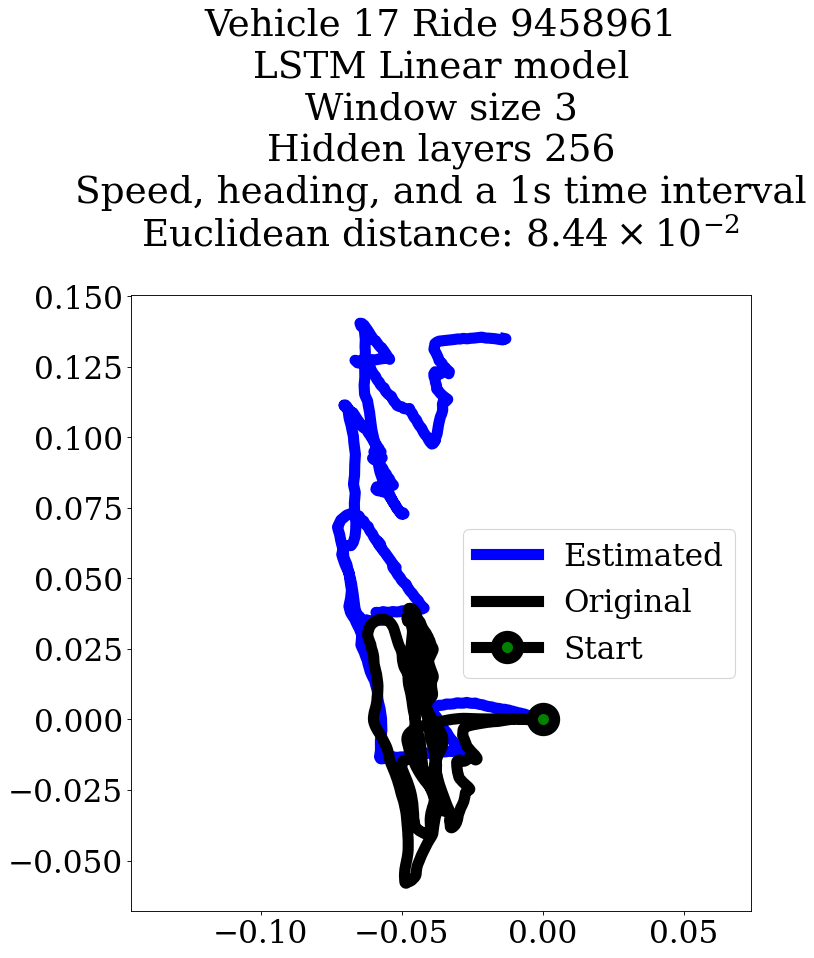 Vehicle 17 Ride 9458961
LSTM Linear model
Window size 3
Hidden layers 256
Speed, heading, and a 1s time interval
Euclidean distance: 8.44 × 10⁻²
0.150
0.125
0.100
0.075
0.050
0.025
0.000
−0.025
−0.050
Estimated
Original
Start
−0.10
−0.05
0.00
0.05